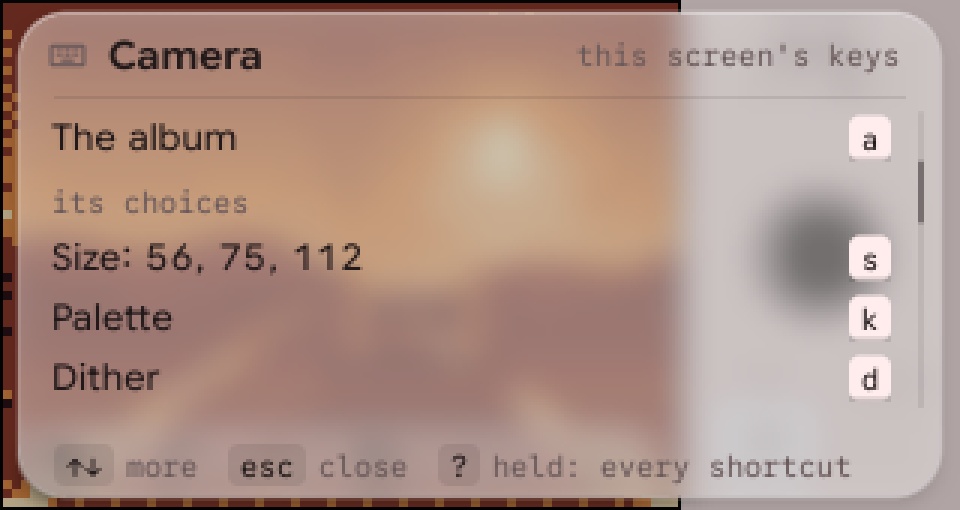 Camera this screen's keys
The album a
its choices
Size: 56, 75, 112 s
Palette k
Dither d
↑↓ more esc close ? held: every shortcut